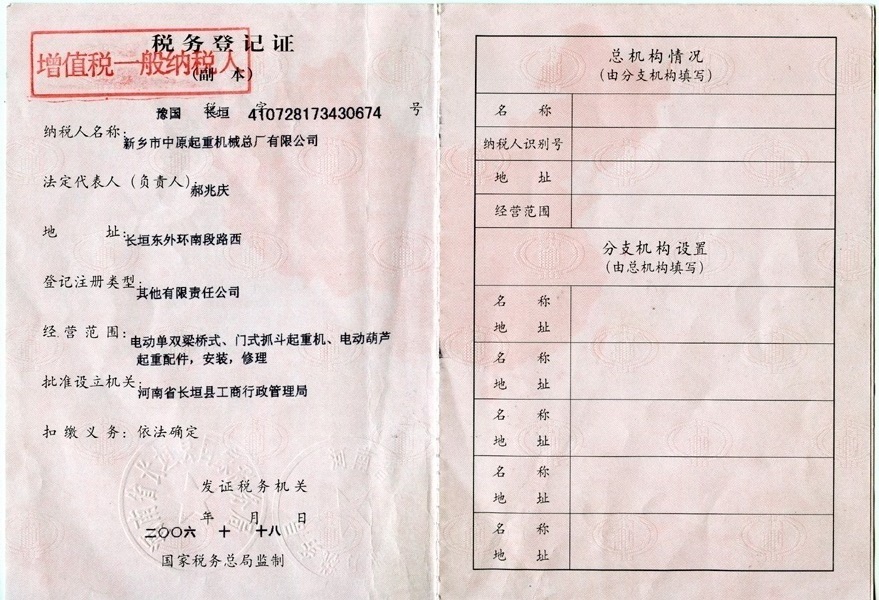 税务登记证
增值税一般纳税人
(副 本)
豫国 税 长垣 字 410728173430674 号
纳税人名称: 新乡市中原起重机械总厂有限公司
法定代表人(负责人): 郝兆庆
地 址: 长垣东外环南段路西
登记注册类型: 其他有限责任公司
经营范围: 电动单双梁桥式、门式抓斗起重机、电动葫芦
起重配件,安装,修理
批准设立机关: 河南省长垣县工商行政管理局
扣缴义务: 依法确定
发证税务机关
二〇〇六 年 十 月 十八 日
国家税务总局监制
总机构情况
(由分支机构填写)
名 称
纳税人识别号
地 址
经营范围
分支机构设置
(由总机构填写)
名 称
地 址
名 称
地 址
名 称
地 址
名 称
地 址
名 称
地 址